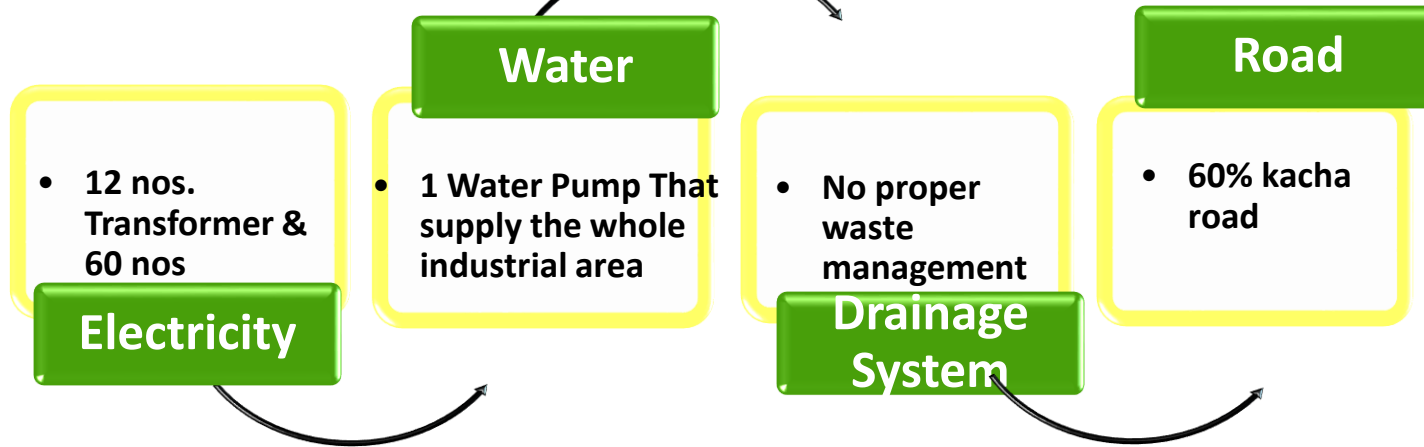 • 12 nos.
Transformer &
60 nos
Electricity
Water
• 1 Water Pump That
supply the whole
industrial area
• No proper
waste
management
Drainage
System
Road
• 60% kacha
road